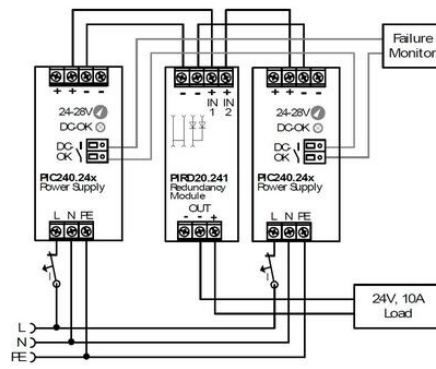 Failure
Monitor
+ + - -
- - + +
+ + - -
IN IN
1 2
24-28V
DC-OK
DC-
OK
PIC240.24x
Power Supply
L N PE
PIRD20.241
Redundancy
Module
OUT
- - +
24-28V
DC-OK
DC-
OK
PIC240.24x
Power Supply
L N PE
24V, 10A
Load
L
N
PE